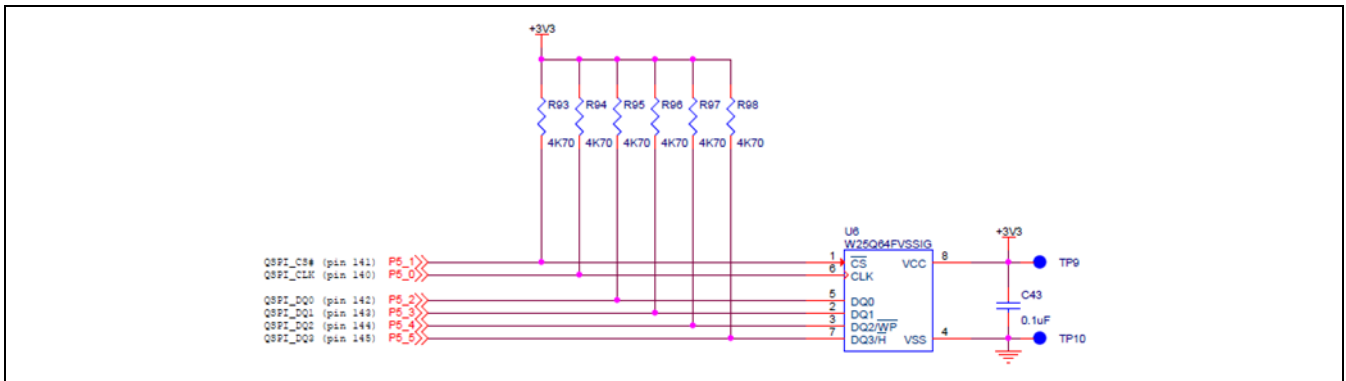 +3V3
R93 R94 R95 R96 R97 R98
4K70 4K70 4K70 4K70 4K70 4K70
U6
W25Q64FVSSIG
+3V3
QSPI_CS# (pin 141) P5_1 1 CS VCC 8 TP9
QSPI_CLK (pin 140) P5_0 6 CLK
QSPI_DQ0 (pin 142) P5_2 5 DQ0 C43
QSPI_DQ1 (pin 143) P5_3 2 DQ1
QSPI_DQ2 (pin 144) P5_4 3 DQ2/WP 0.1uF
QSPI_DQ3 (pin 145) P5_5 7 DQ3/H VSS 4 TP10